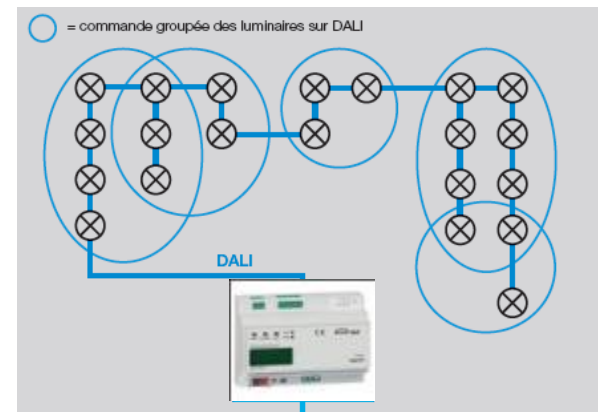 = commande groupée des luminaires sur DALI
DALI